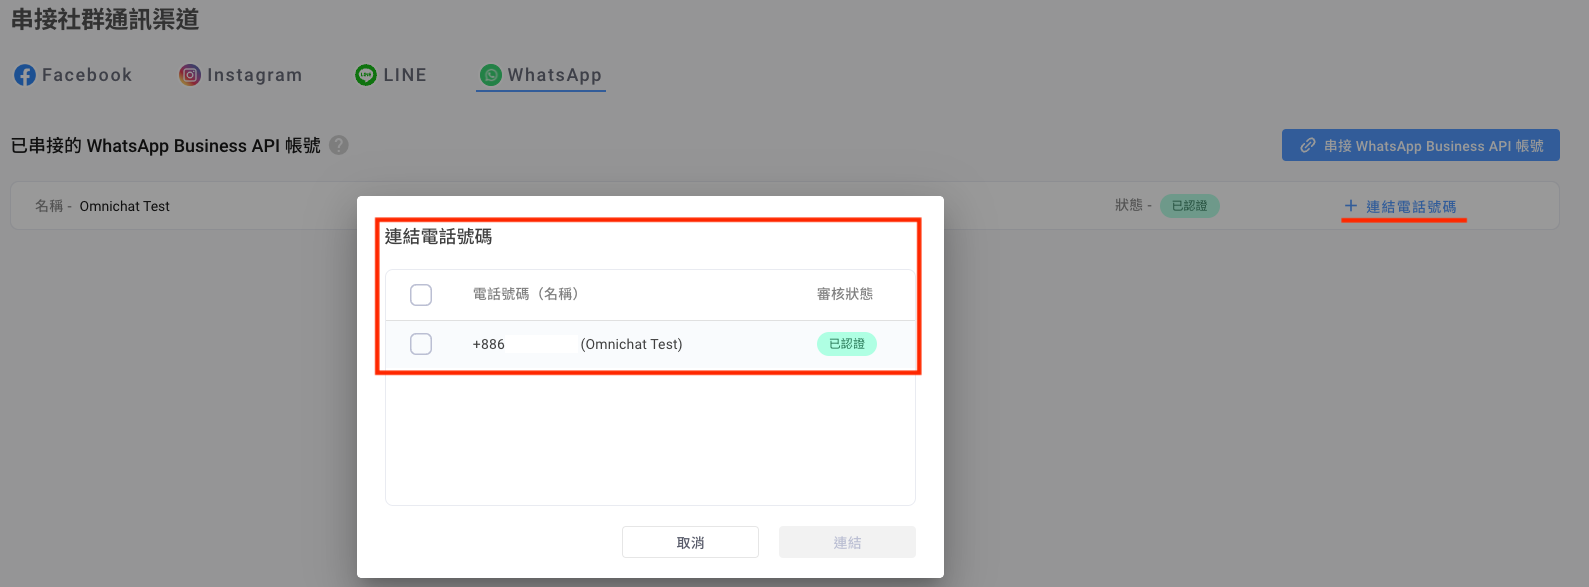 串接社群通訊渠道
Facebook Instagram LINE WhatsApp
已串接的 WhatsApp Business API 帳號 ?
串接 WhatsApp Business API 帳號
名稱 - Omnichat Test
狀態 - 已認證
+ 連結電話號碼
連結電話號碼
電話號碼（名稱） 審核狀態
+886 (Omnichat Test) 已認證
取消 連結